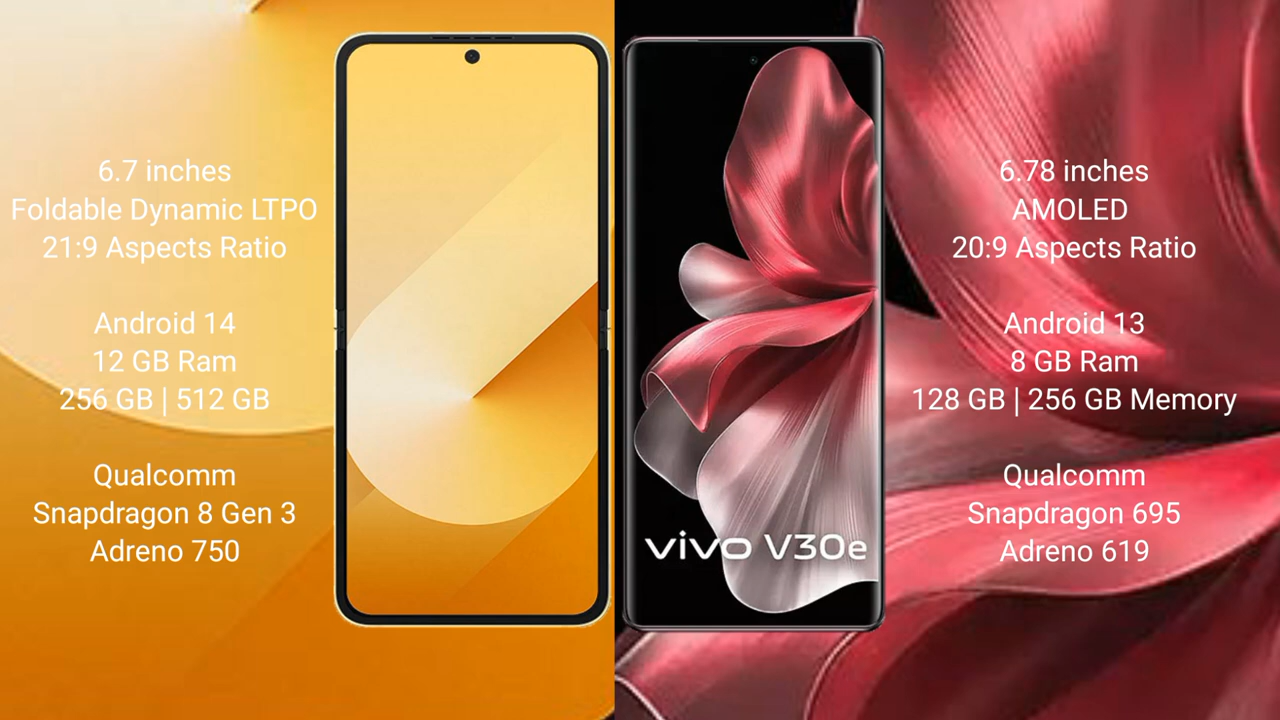 6.7 inches
Foldable Dynamic LTPO
21:9 Aspects Ratio
Android 14
12 GB Ram
256 GB | 512 GB
Qualcomm
Snapdragon 8 Gen 3
Adreno 750
vivo V30e
6.78 inches
AMOLED
20:9 Aspects Ratio
Android 13
8 GB Ram
128 GB | 256 GB Memory
Qualcomm
Snapdragon 695
Adreno 619